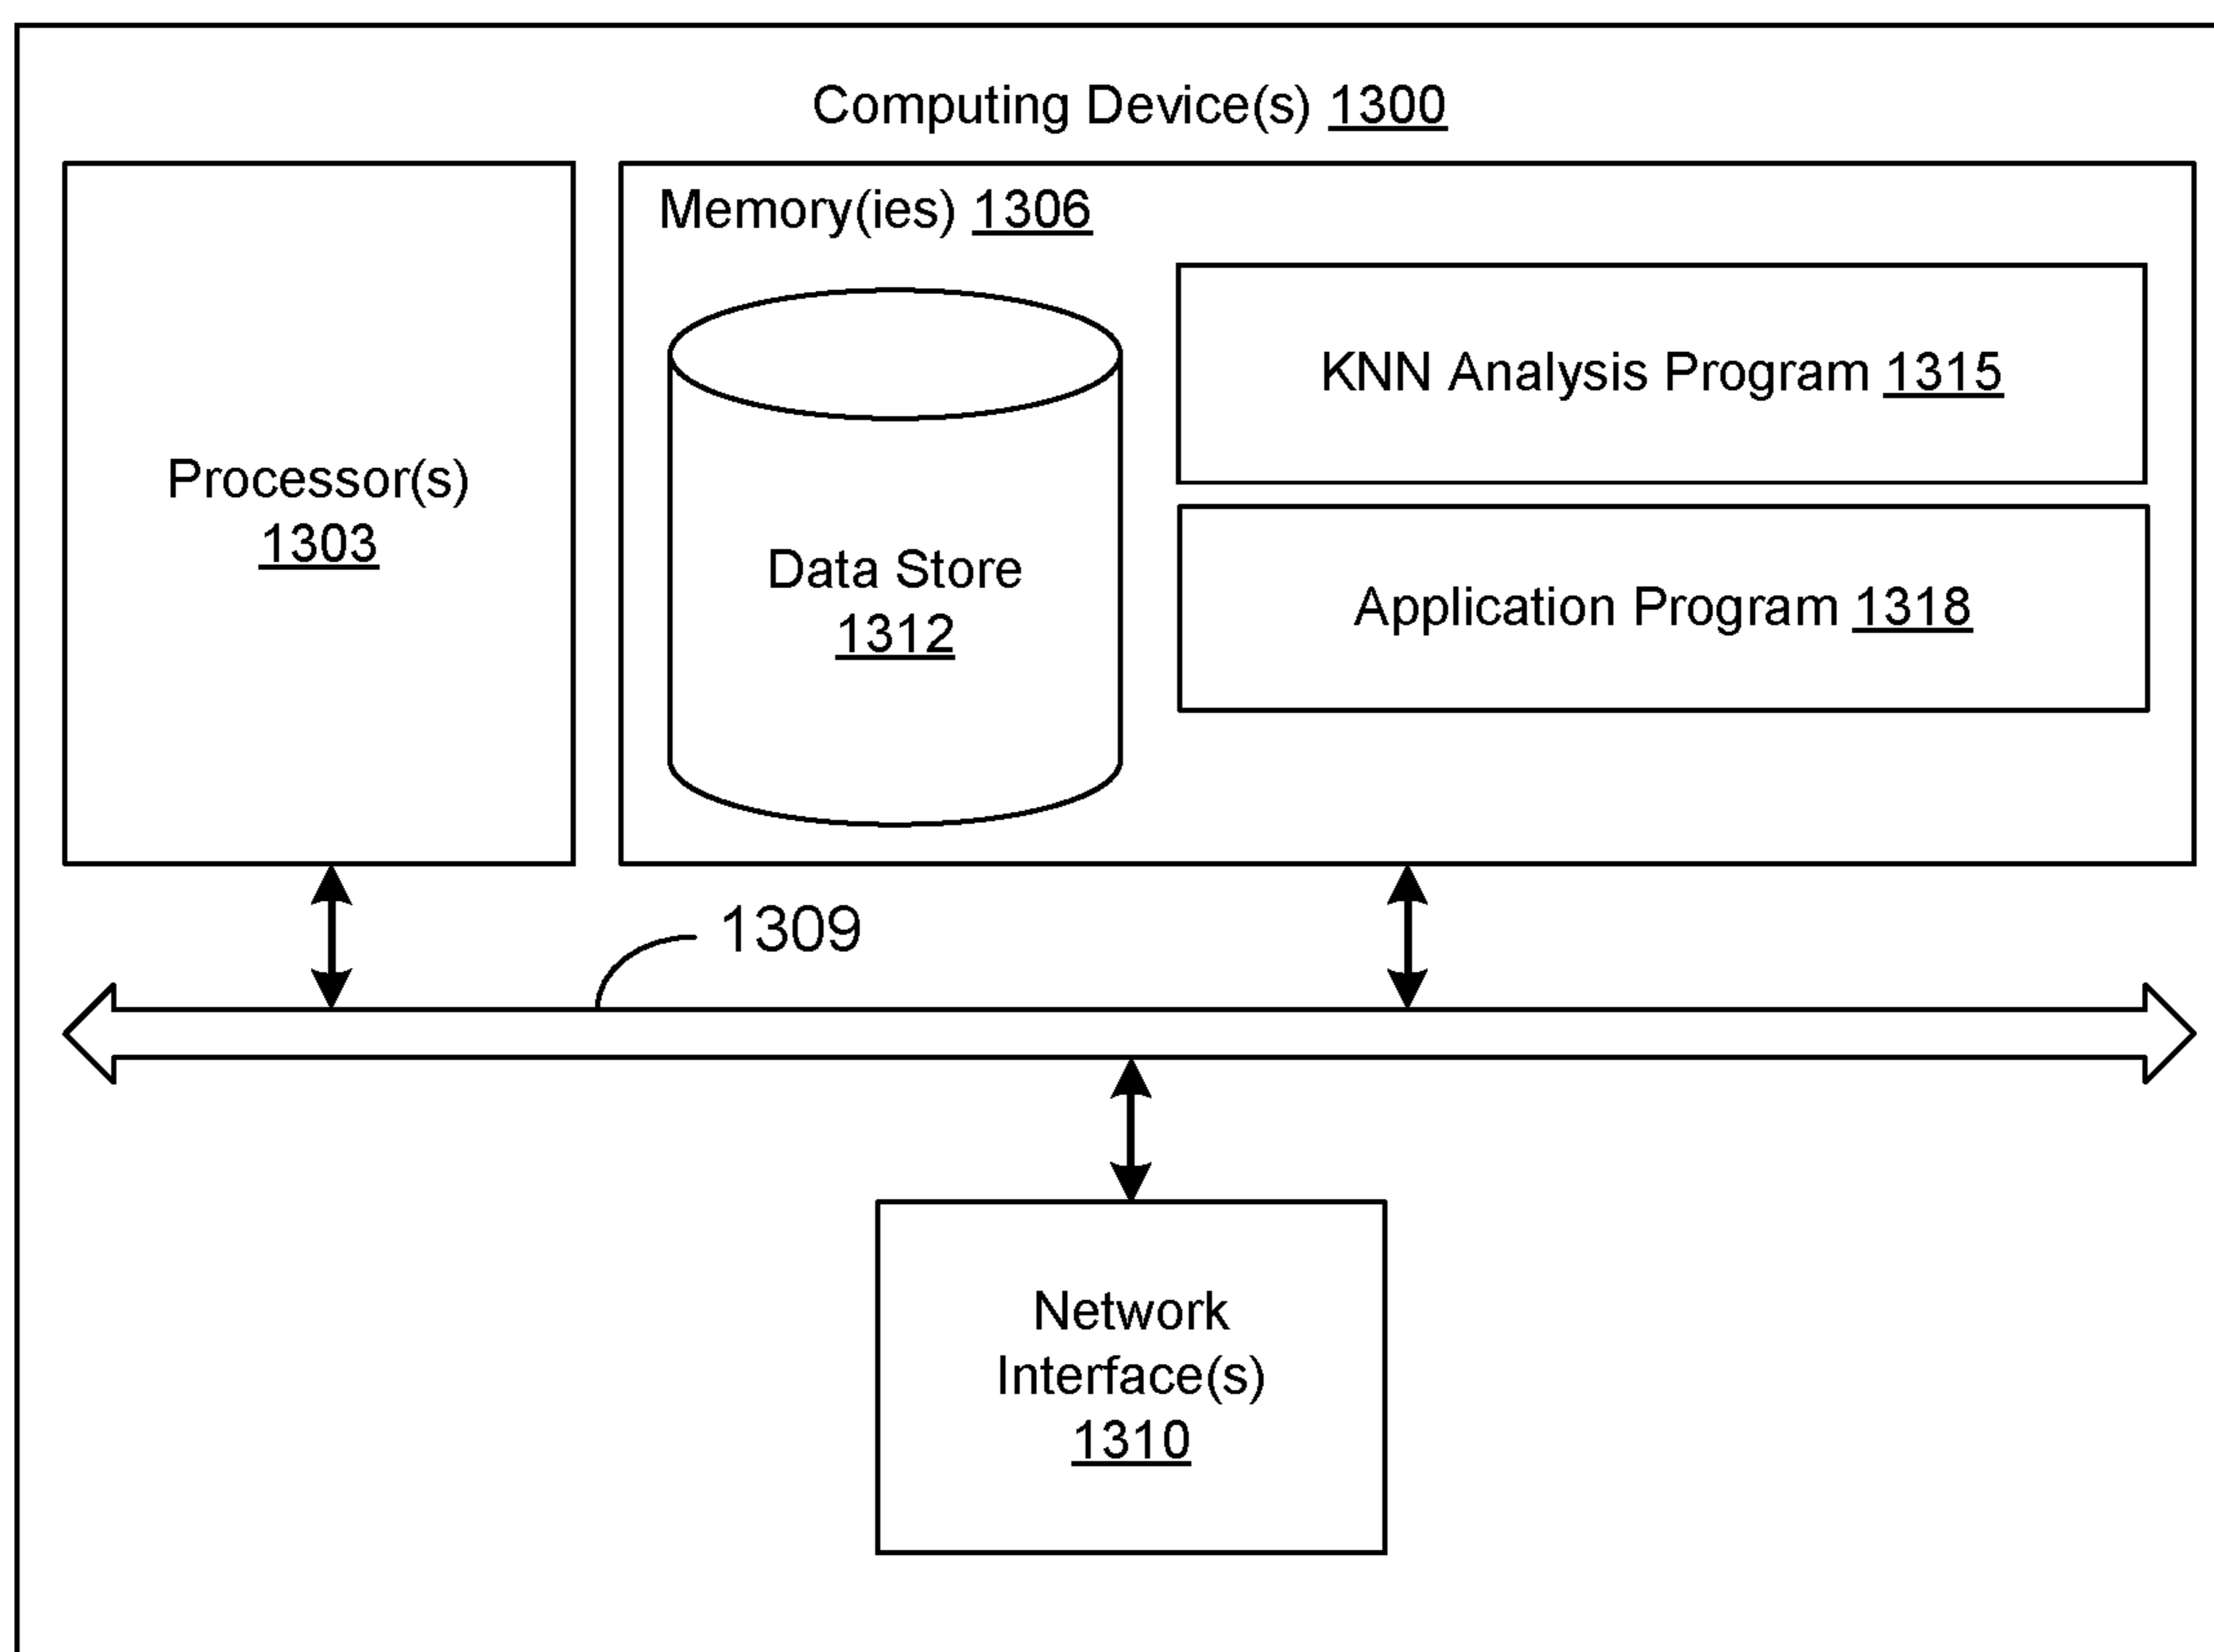 Computing Device(s) 1300
Processor(s)
1303
Memory(ies) 1306
Data Store
1312
KNN Analysis Program 1315
Application Program 1318
1309
Network
Interface(s)
1310